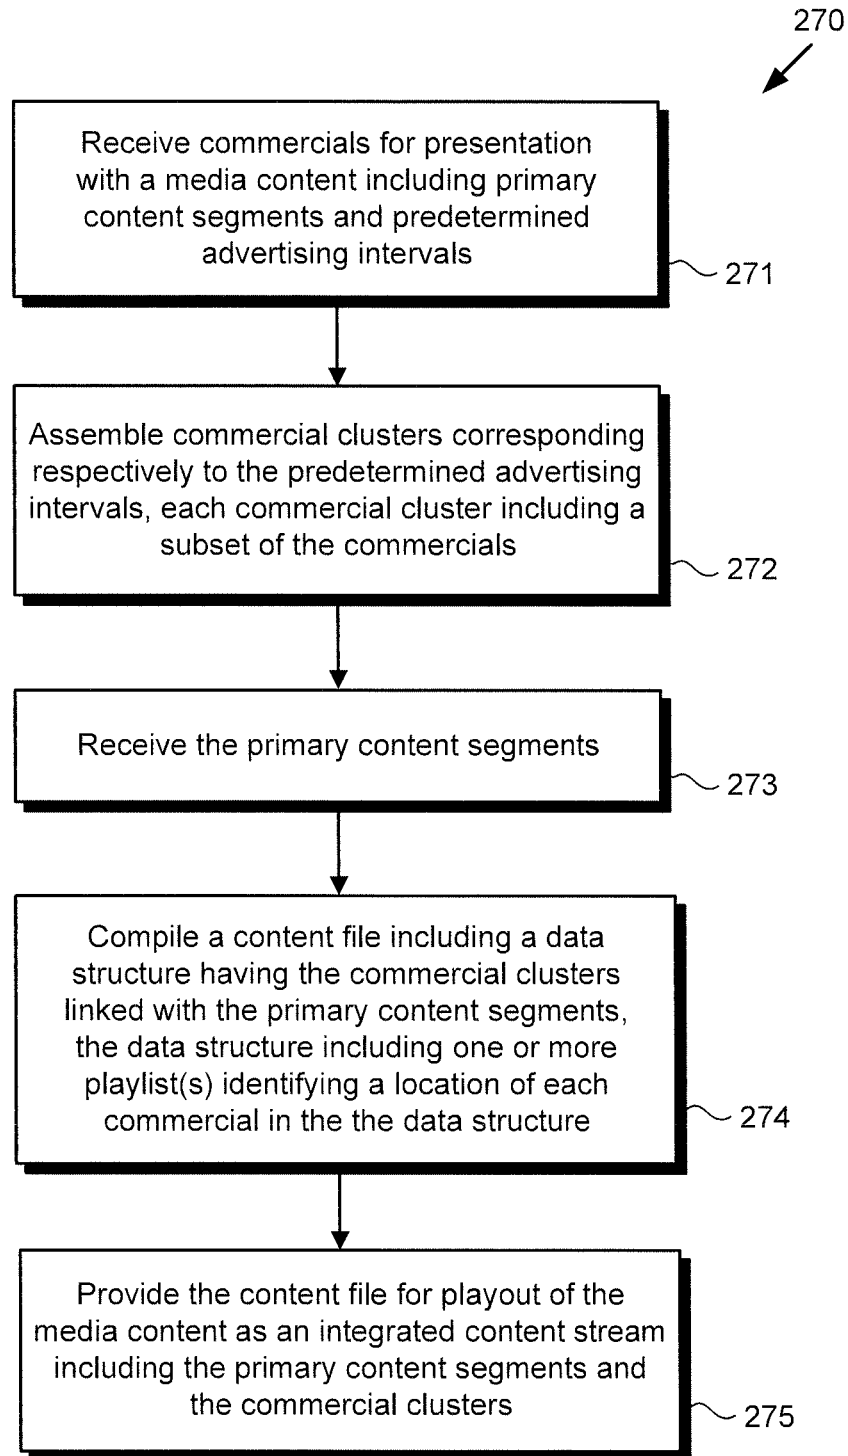 270
Receive commercials for presentation
with a media content including primary
content segments and predetermined
advertising intervals
271
Assemble commercial clusters corresponding
respectively to the predetermined advertising
intervals, each commercial cluster including a
subset of the commercials
272
Receive the primary content segments
273
Compile a content file including a data
structure having the commercial clusters
linked with the primary content segments,
the data structure including one or more
playlist(s) identifying a location of each
commercial in the the data structure
274
Provide the content file for playout of the
media content as an integrated content stream
including the primary content segments and
the commercial clusters
275